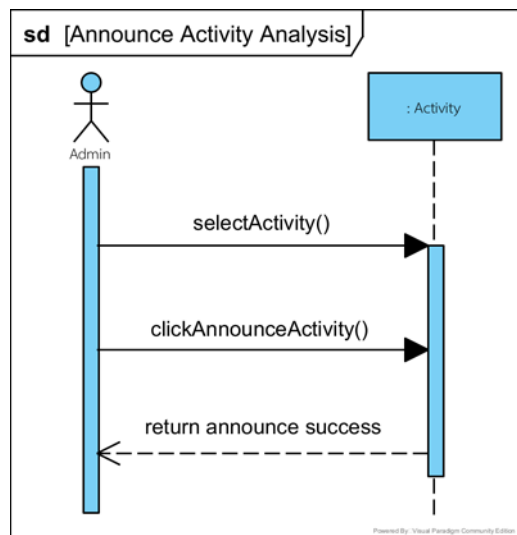 sd [Announce Activity Analysis]
Admin
: Activity
selectActivity()
clickAnnounceActivity()
return announce success
Powered By: Visual Paradigm Community Edition